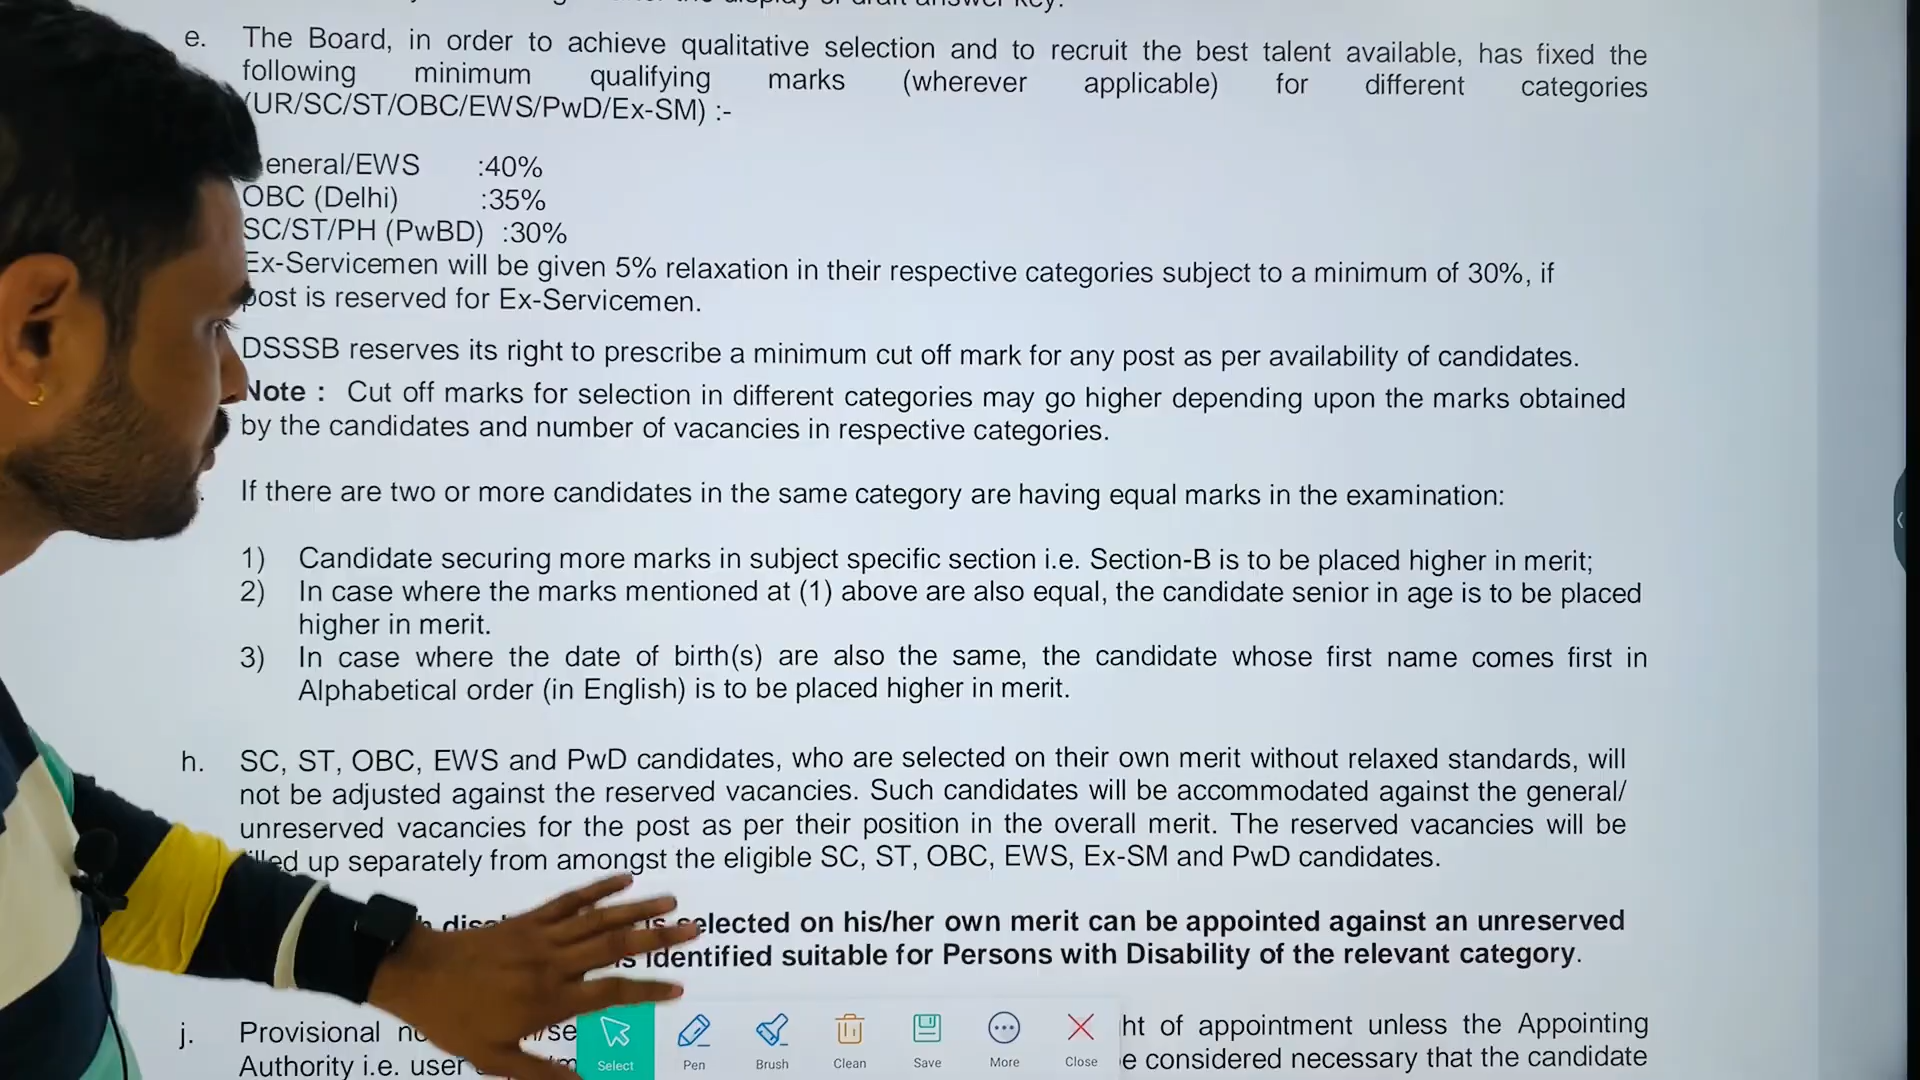 e. The Board, in order to achieve qualitative selection and to recruit the best talent available, has fixed the
following minimum qualifying marks (wherever applicable) for different categories
(UR/SC/ST/OBC/EWS/PwD/Ex-SM) :-
eneral/EWS :40%
OBC (Delhi) :35%
SC/ST/PH (PwBD) :30%
Ex-Servicemen will be given 5% relaxation in their respective categories subject to a minimum of 30%, if
post is reserved for Ex-Servicemen.
DSSSB reserves its right to prescribe a minimum cut off mark for any post as per availability of candidates.
Note : Cut off marks for selection in different categories may go higher depending upon the marks obtained
by the candidates and number of vacancies in respective categories.
If there are two or more candidates in the same category are having equal marks in the examination:
1) Candidate securing more marks in subject specific section i.e. Section-B is to be placed higher in merit;
2) In case where the marks mentioned at (1) above are also equal, the candidate senior in age is to be placed
higher in merit.
3) In case where the date of birth(s) are also the same, the candidate whose first name comes first in
Alphabetical order (in English) is to be placed higher in merit.
h. SC, ST, OBC, EWS and PwD candidates, who are selected on their own merit without relaxed standards, will
not be adjusted against the reserved vacancies. Such candidates will be accommodated against the general/
unreserved vacancies for the post as per their position in the overall merit. The reserved vacancies will be
filled up separately from amongst the eligible SC, ST, OBC, EWS, Ex-SM and PwD candidates.
is selected on his/her own merit can be appointed against an unreserved
identified suitable for Persons with Disability of the relevant category.
j. Provisional ht of appointment unless the Appointing
Authority i.e. user e considered necessary that the candidate
Select Pen Brush Clean Save More Close